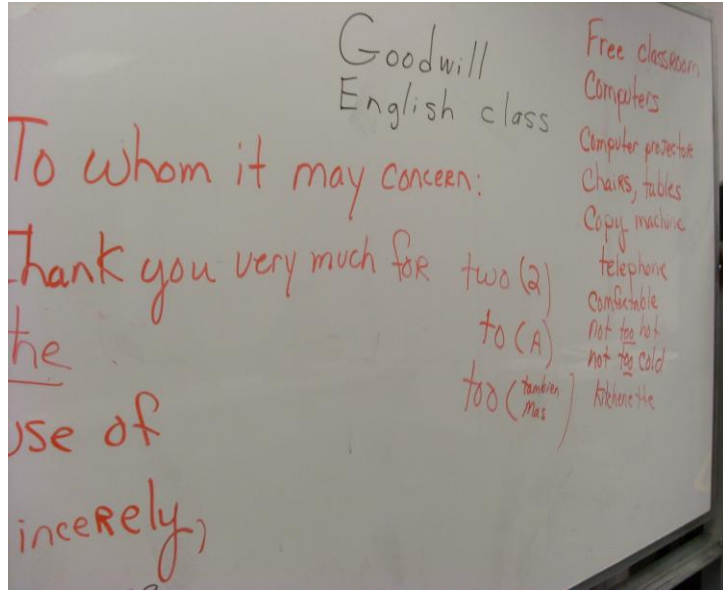 Goodwill
English class
To whom it may concern:
Thank you very much for
the
use of
Sincerely,
two (2)
to (A)
too (tambien
mas)
Free classroom
Computers
Computer projector
Chairs, tables
Copy machine
telephone
Comfortable
not too hot
not too cold
kitchenette